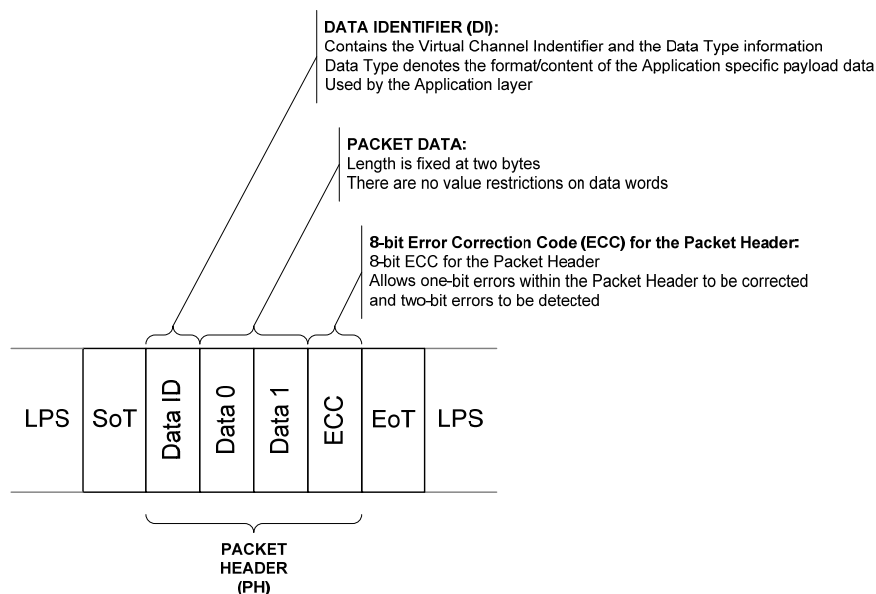 DATA IDENTIFIER (DI):
Contains the Virtual Channel Indentifier and the Data Type information
Data Type denotes the format/content of the Application specific payload data
Used by the Application layer
PACKET DATA:
Length is fixed at two bytes
There are no value restrictions on data words
8-bit Error Correction Code (ECC) for the Packet Header:
8-bit ECC for the Packet Header
Allows one-bit errors within the Packet Header to be corrected
and two-bit errors to be detected
LPS
SoT
Data ID
Data 0
Data 1
ECC
EoT
LPS
PACKET
HEADER
(PH)